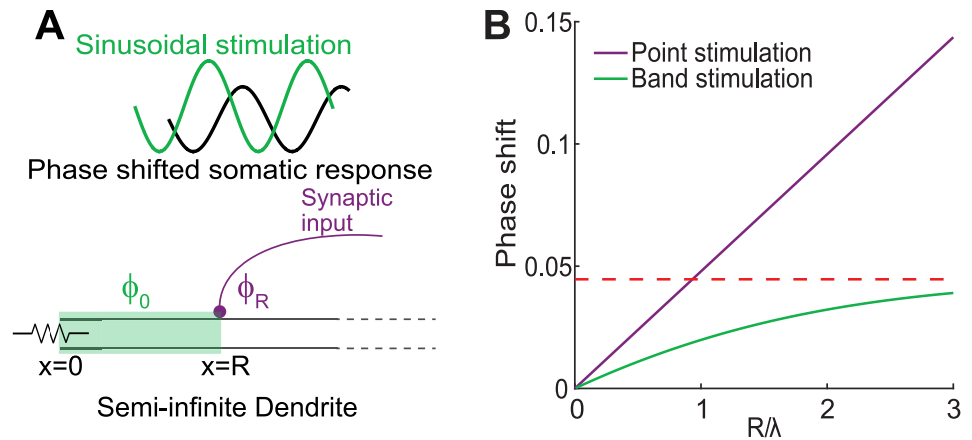 A
Sinusoidal stimulation
Phase shifted somatic response
Synaptic
input
ϕ0
ϕR
x=0
x=R
Semi-infinite Dendrite
B
Point stimulation
Band stimulation
Phase shift
0.15
0.1
0.05
0
0
1
2
3
R/λ